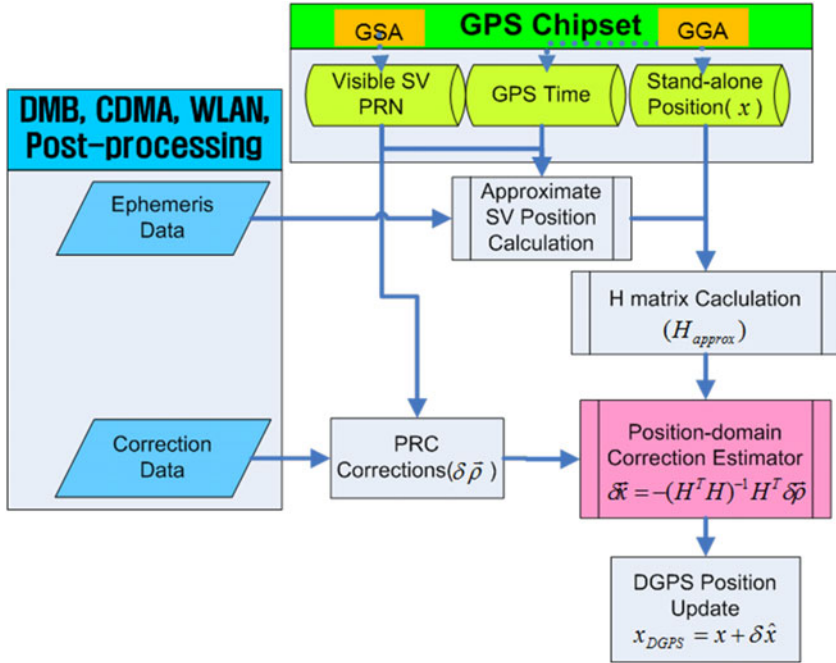 GPS Chipset
GSA
GGA
Visible SV
PRN
GPS Time
Stand-alone
Position( x )
DMB, CDMA, WLAN,
Post-processing
Ephemeris
Data
Approximate
SV Position
Calculation
H matrix Caclulation
(H_approx)
Correction
Data
PRC
Corrections(δρ⃗ )
Position-domain
Correction Estimator
δx̂ = −(HᵀH)⁻¹Hᵀδρ⃗
DGPS Position
Update
x_DGPS = x + δx̂